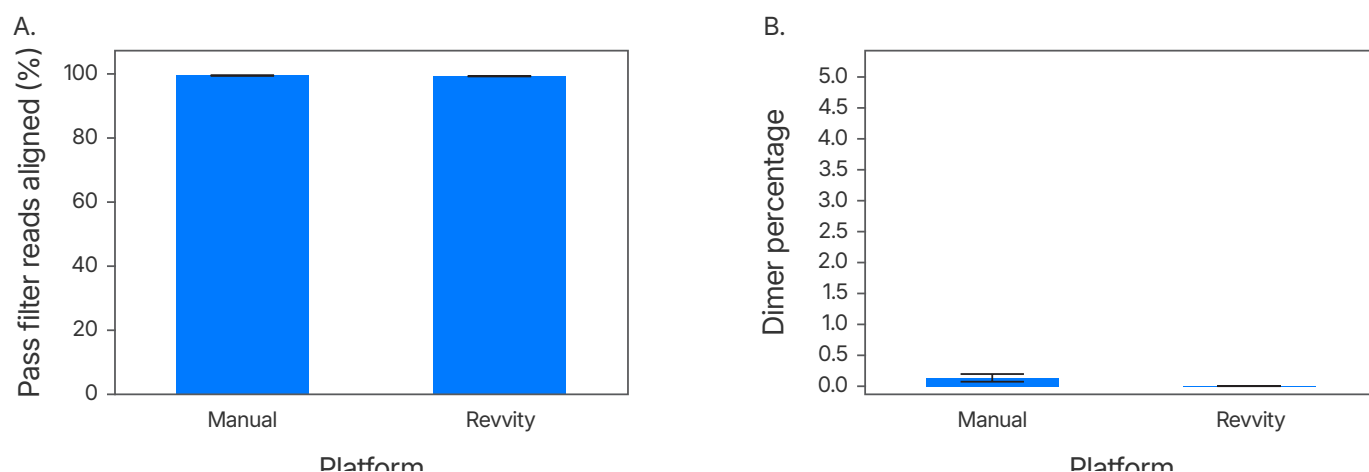 A.
Pass filter reads aligned (%)
100
80
60
40
20
0
Manual
Revvity
Platform
B.
Dimer percentage
5.0
4.5
4.0
3.5
3.0
2.5
2.0
1.5
1.0
0.5
0.0
Manual
Revvity
Platform